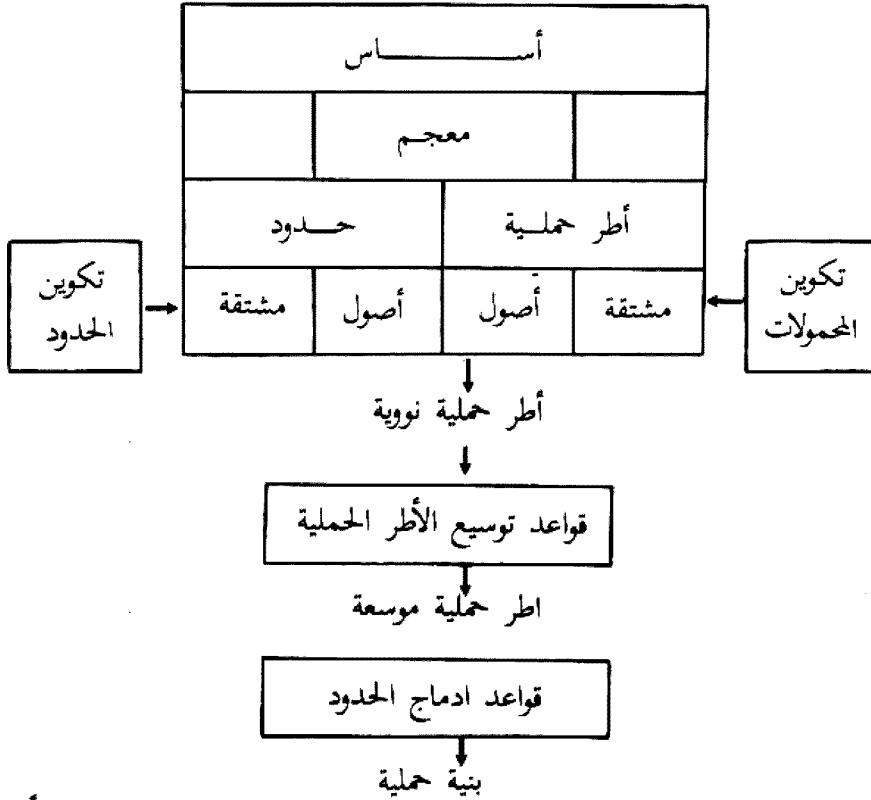 أساس
معجم
أطر حملية
حدود
تكوين
المحمولات
مشتقة
أصول
أصول
مشتقة
تكوين
الحدود
أطر حملية نووية
قواعد توسيع الأطر الحملية
اطر حملية موسعة
قواعد ادماج الحدود
بنية حملية